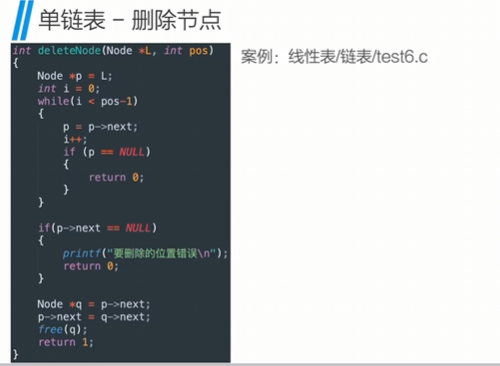 单链表 - 删除节点
int deleteNode(Node *L, int pos)
{
    Node *p = L;
    int i = 0;
    while(i < pos-1)
    {
        p = p->next;
        i++;
        if (p == NULL)
        {
            return 0;
        }
    }

    if(p->next == NULL)
    {
        printf("要删除的位置错误\n");
        return 0;
    }

    Node *q = p->next;
    p->next = q->next;
    free(q);
    return 1;
}
案例：线性表/链表/test6.c